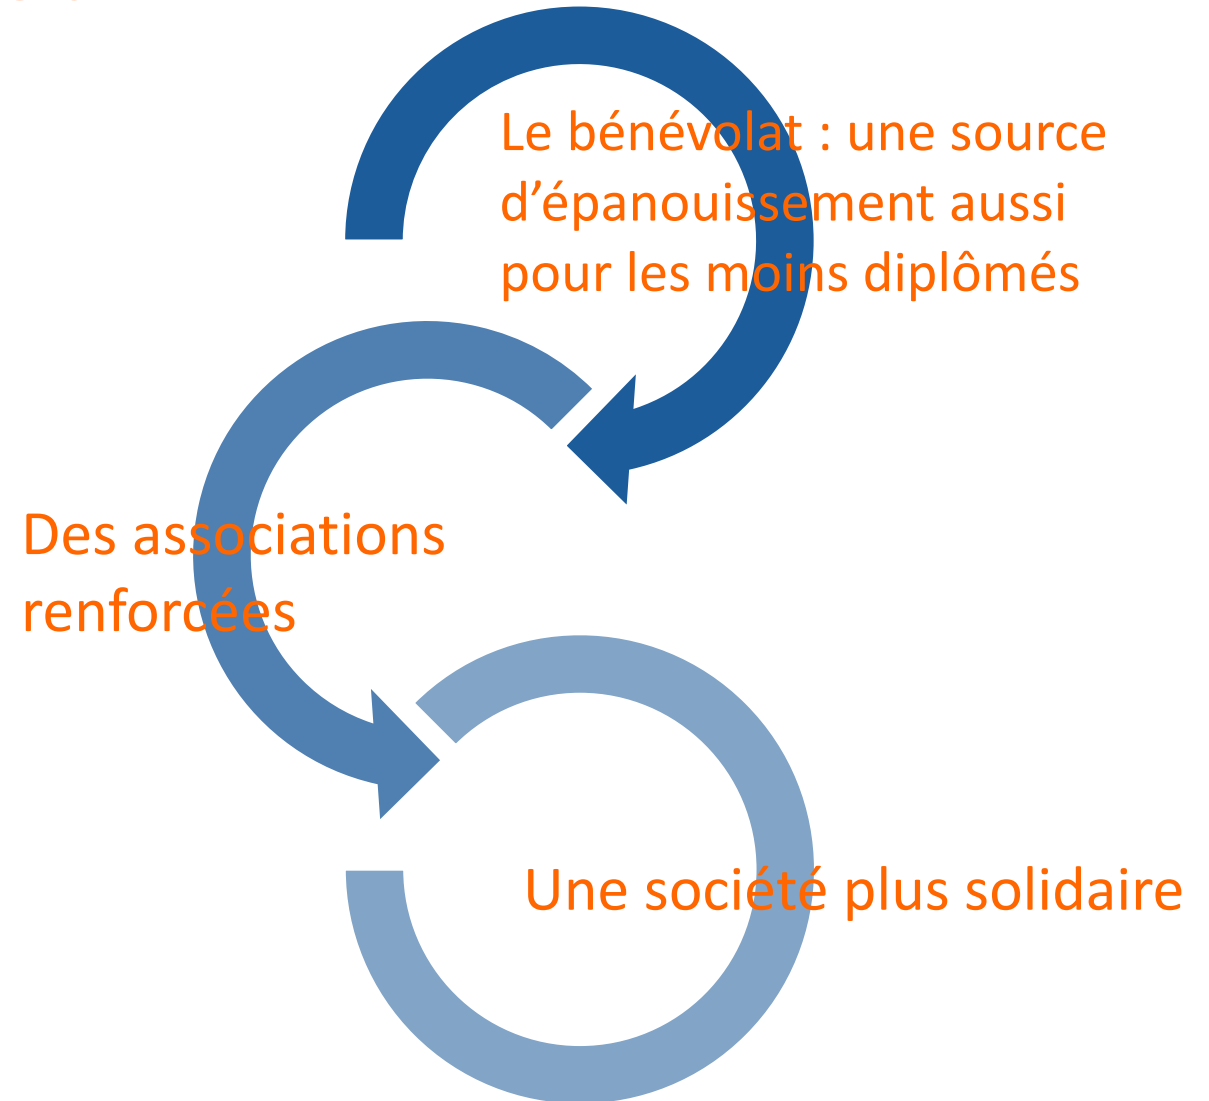 Le bénévolat : une source
d’épanouissement aussi
pour les moins diplômés
Des associations
renforcées
Une société plus solidaire